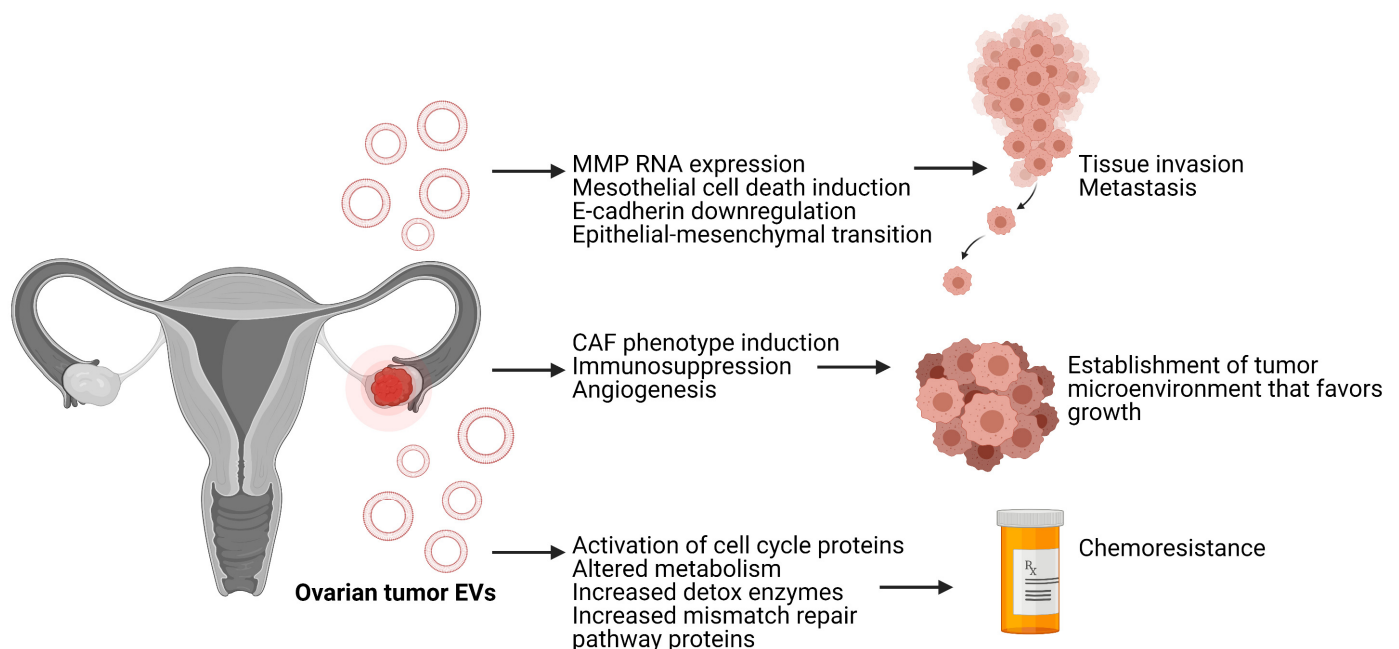 MMP RNA expression
Mesothelial cell death induction
E-cadherin downregulation
Epithelial-mesenchymal transition
Tissue invasion
Metastasis
CAF phenotype induction
Immunosuppression
Angiogenesis
Establishment of tumor
microenvironment that favors
growth
Ovarian tumor EVs
Activation of cell cycle proteins
Altered metabolism
Increased detox enzymes
Increased mismatch repair
pathway proteins
Rx
Chemoresistance